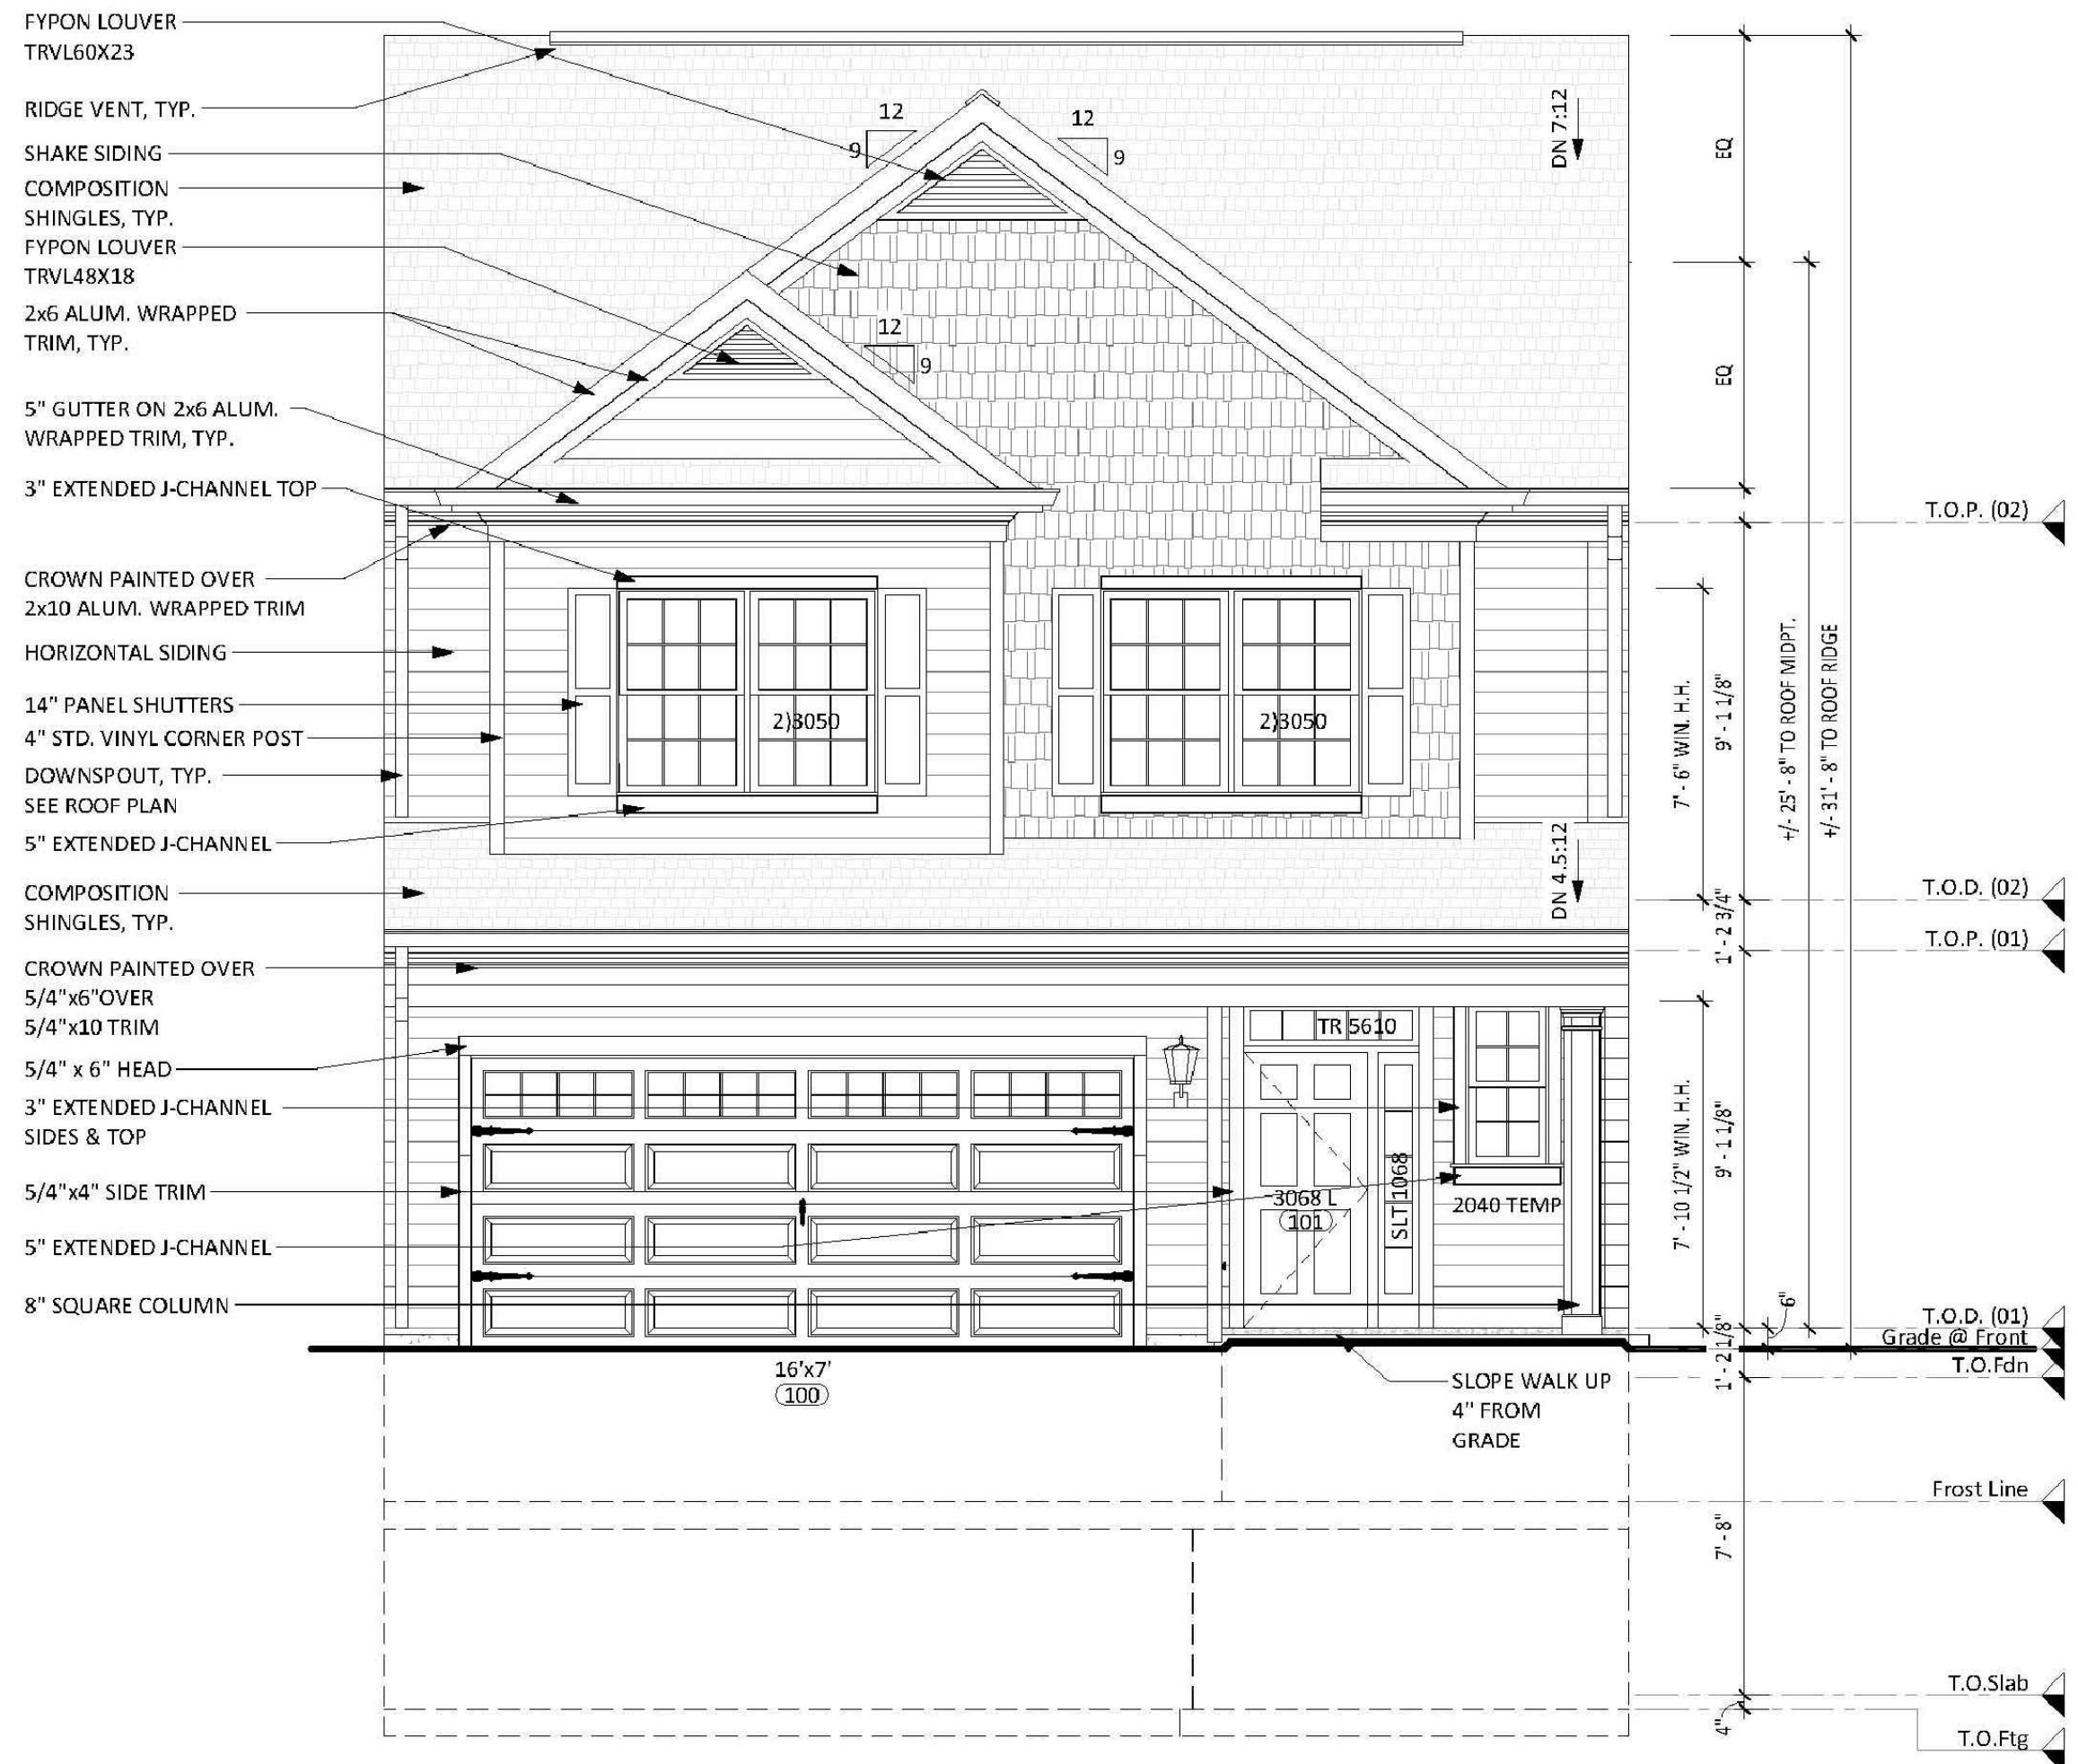 FYPON LOUVER
TRVL60X23
RIDGE VENT, TYP.
SHAKE SIDING
COMPOSITION
SHINGLES, TYP.
FYPON LOUVER
TRVL48X18
2x6 ALUM. WRAPPED
TRIM, TYP.
5" GUTTER ON 2x6 ALUM.
WRAPPED TRIM, TYP.
3" EXTENDED J-CHANNEL TOP
CROWN PAINTED OVER
2x10 ALUM. WRAPPED TRIM
HORIZONTAL SIDING
14" PANEL SHUTTERS
4" STD. VINYL CORNER POST
DOWNSPOUT, TYP.
SEE ROOF PLAN
5" EXTENDED J-CHANNEL
COMPOSITION
SHINGLES, TYP.
CROWN PAINTED OVER
5/4"x6"OVER
5/4"x10 TRIM
5/4" x 6" HEAD
3" EXTENDED J-CHANNEL
SIDES & TOP
5/4"x4" SIDE TRIM
5" EXTENDED J-CHANNEL
8" SQUARE COLUMN
12
9
12
9
12
9
DN 7:12
2)3050
2)3050
DN 4.5:12
TR 5610
3068 L
101
SLT 1068
2040 TEMP
16'x7'
100
SLOPE WALK UP
4" FROM
GRADE
EQ
EQ
7' - 6" WIN. H.H.
9' - 1 1/8"
+/- 25' - 8" TO ROOF MIDPT.
+/- 31' - 8" TO ROOF RIDGE
1' - 2 3/4"
7' - 10 1/2" WIN. H.H.
9' - 1 1/8"
6"
1' - 2 1/8"
7' - 8"
4"
T.O.P. (02)
T.O.D. (02)
T.O.P. (01)
T.O.D. (01)
Grade @ Front
T.O.Fdn
Frost Line
T.O.Slab
T.O.Ftg